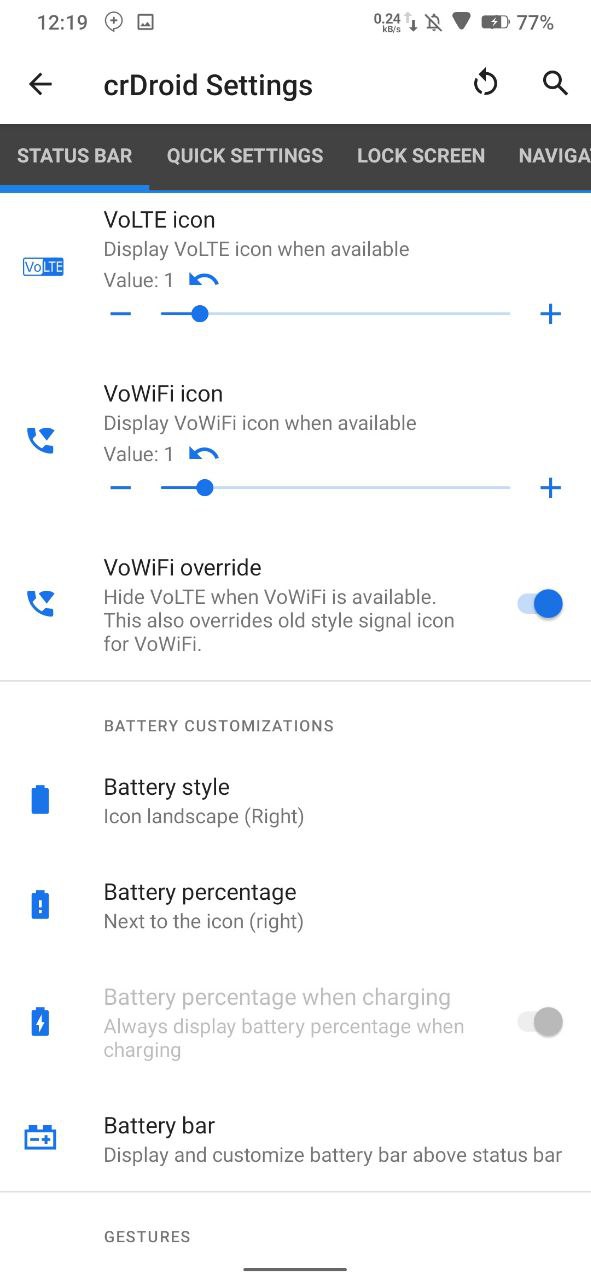 12:19 0.24 kB/s 77%
crDroid Settings
STATUS BAR QUICK SETTINGS LOCK SCREEN NAVIGA
VoLTE icon
Display VoLTE icon when available
VoLTE
Value: 1
VoWiFi icon
Display VoWiFi icon when available
Value: 1
VoWiFi override
Hide VoLTE when VoWiFi is available.
This also overrides old style signal icon
for VoWiFi.
BATTERY CUSTOMIZATIONS
Battery style
Icon landscape (Right)
Battery percentage
Next to the icon (right)
Battery percentage when charging
Always display battery percentage when
charging
Battery bar
Display and customize battery bar above status bar
GESTURES